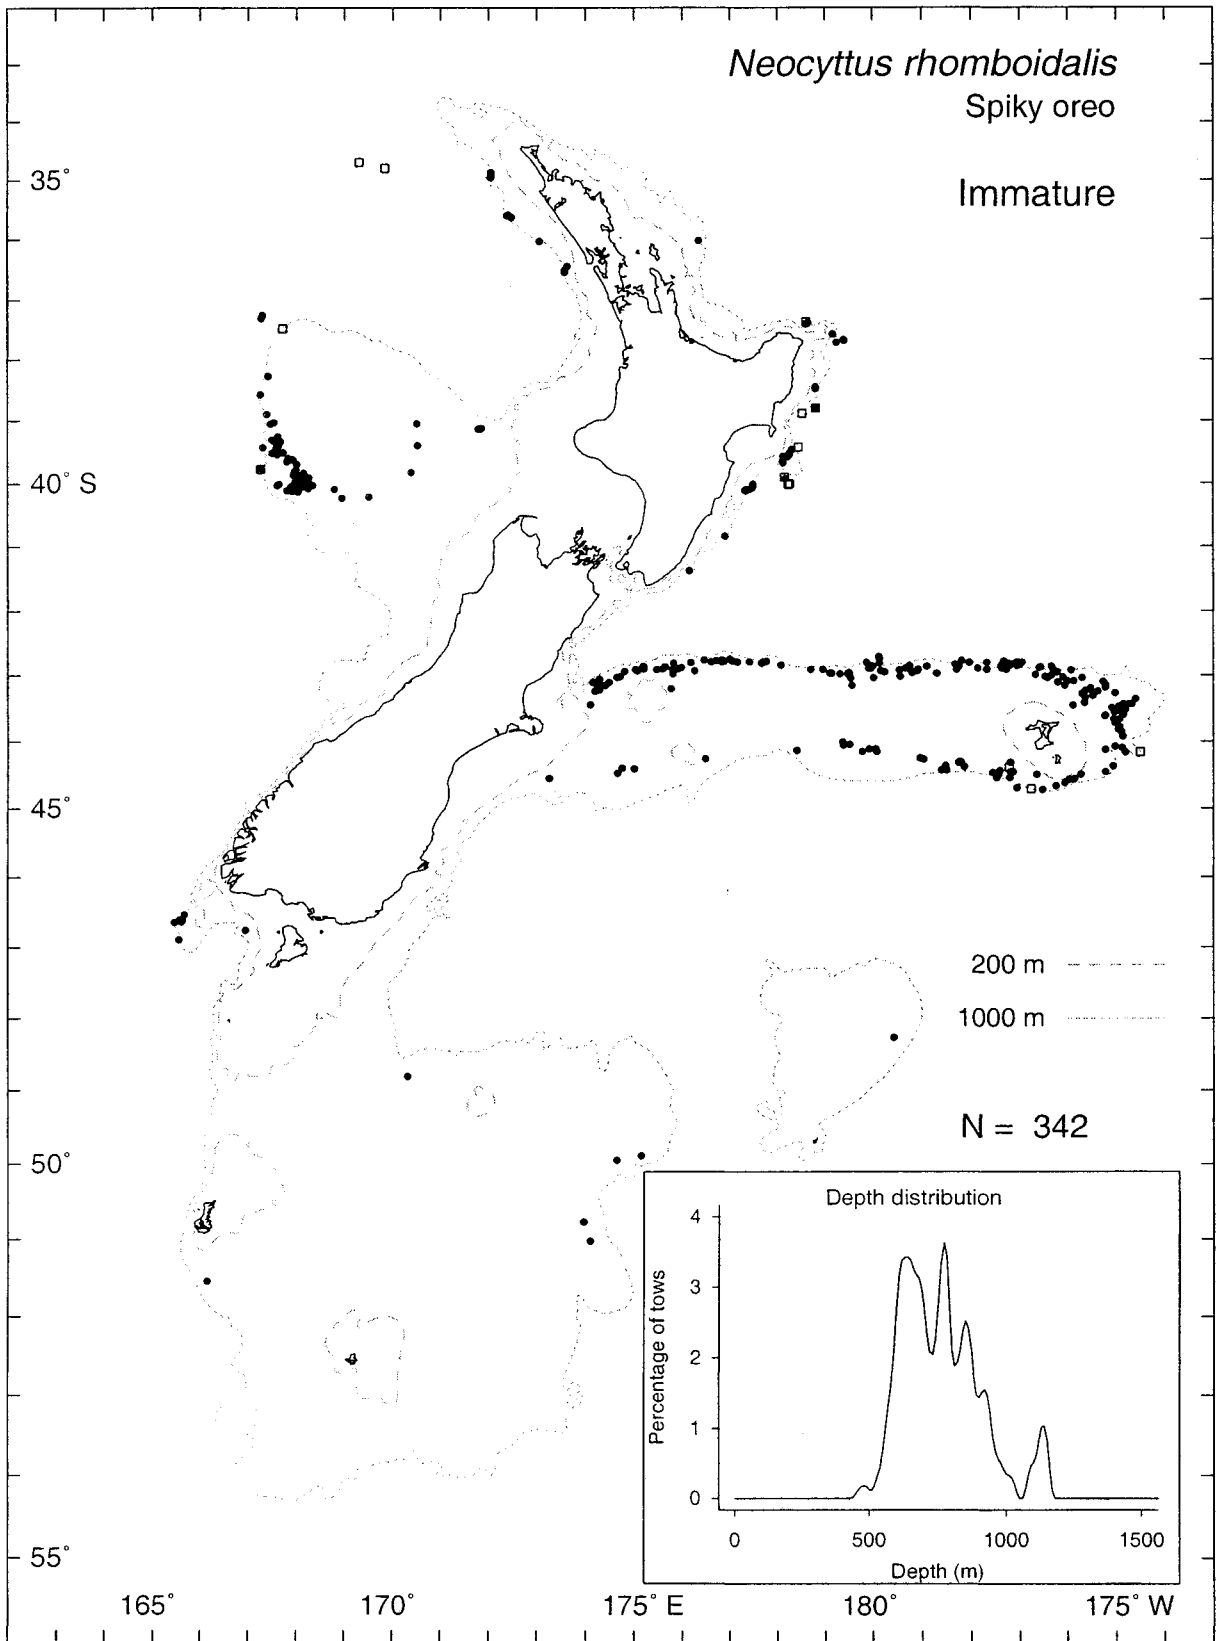 Neocyttus rhomboidalis
Spiky oreo
Immature
35°
40° S
45°
200 m
1000 m
N = 342
50°
Depth distribution
4
3
2
1
0
Percentage of tows
0 500 1000 1500
Depth (m)
55°
165° 170° 175° E 180° 175° W